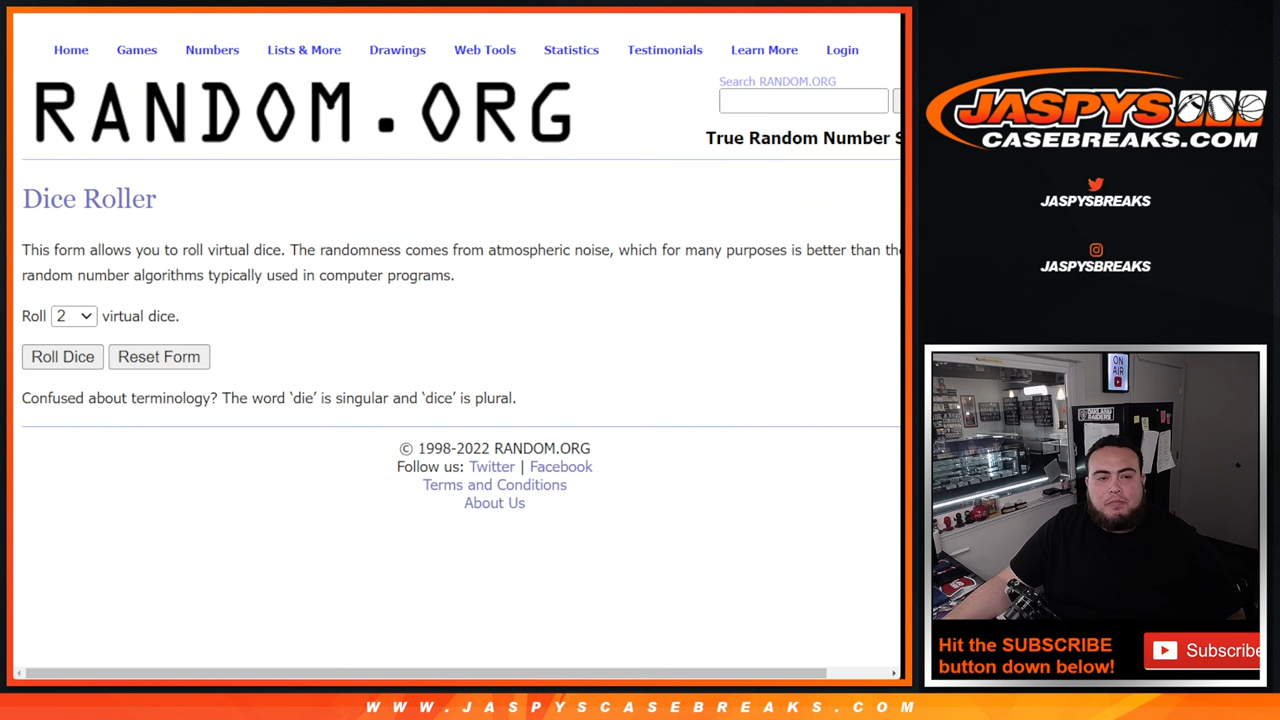 Home Games Numbers Lists & More Drawings Web Tools Statistics Testimonials Learn More Login
RANDOM.ORG
Search RANDOM.ORG
True Random Number S
Dice Roller
This form allows you to roll virtual dice. The randomness comes from atmospheric noise, which for many purposes is better than the
random number algorithms typically used in computer programs.
Roll 2 virtual dice.
Roll Dice Reset Form
Confused about terminology? The word ‘die’ is singular and ‘dice’ is plural.
© 1998-2022 RANDOM.ORG
Follow us: Twitter | Facebook
Terms and Conditions
About Us
JASPYS
CASEBREAKS.COM
JASPYSBREAKS
JASPYSBREAKS
ON
AIR
OAKLAND
RAIDERS
Hit the SUBSCRIBE
button down below!
Subscribe
WWW.JASPYSCASEBREAKS.COM